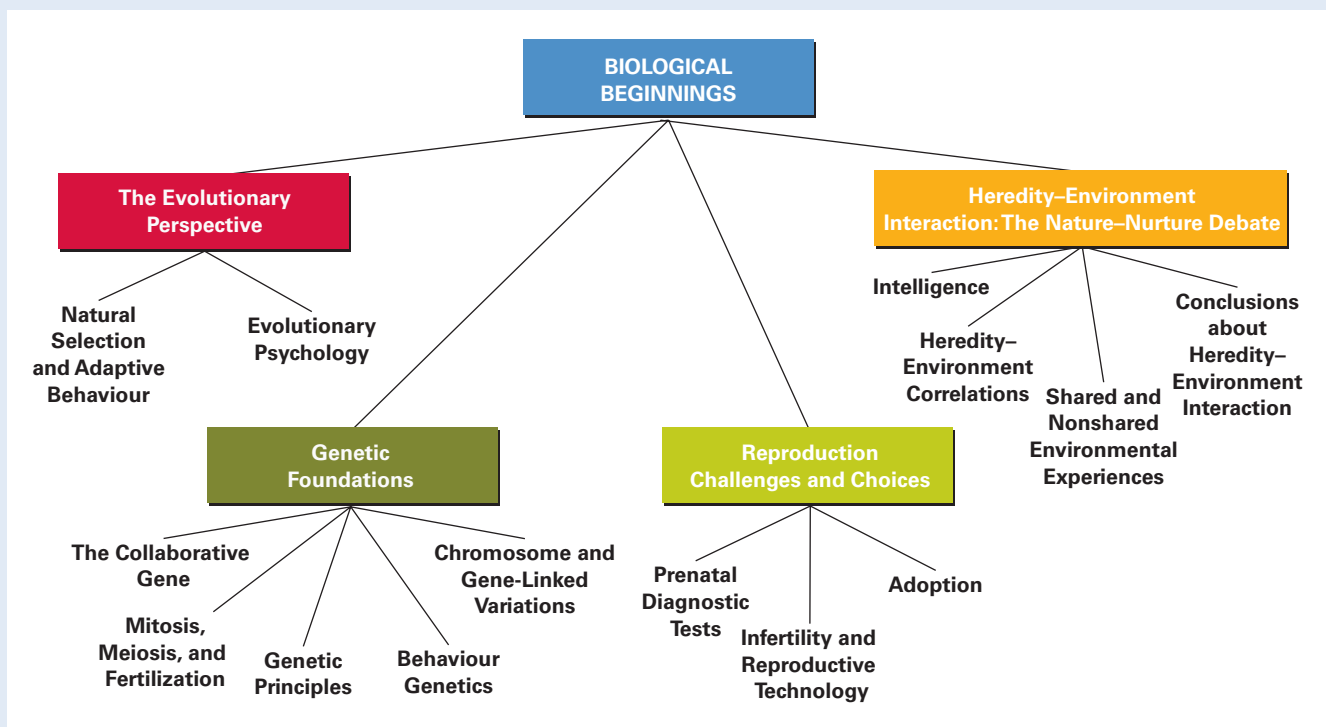 BIOLOGICAL
BEGINNINGS
The Evolutionary
Perspective
Natural
Selection
and Adaptive
Behaviour
Evolutionary
Psychology
Genetic
Foundations
The Collaborative
Gene
Mitosis,
Meiosis, and
Fertilization
Genetic
Principles
Behaviour
Genetics
Chromosome and
Gene-Linked
Variations
Reproduction
Challenges and Choices
Prenatal
Diagnostic
Tests
Infertility and
Reproductive
Technology
Adoption
Heredity–Environment
Interaction: The Nature–Nurture Debate
Intelligence
Heredity–
Environment
Correlations
Shared and
Nonshared
Environmental
Experiences
Conclusions
about
Heredity–
Environment
Interaction